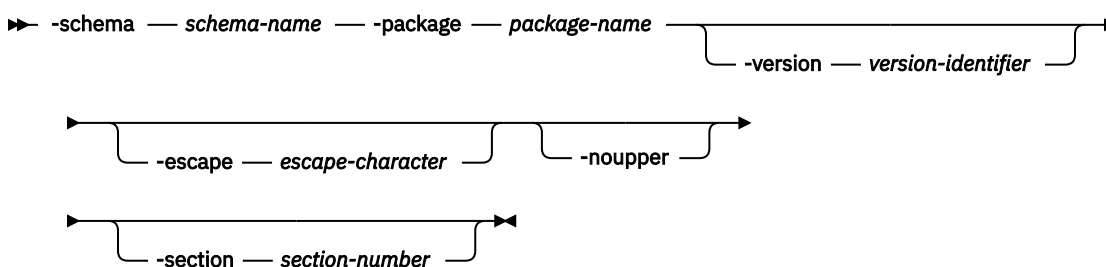 -schema schema-name -package package-name
-version version-identifier
-escape escape-character -noupper
-section section-number